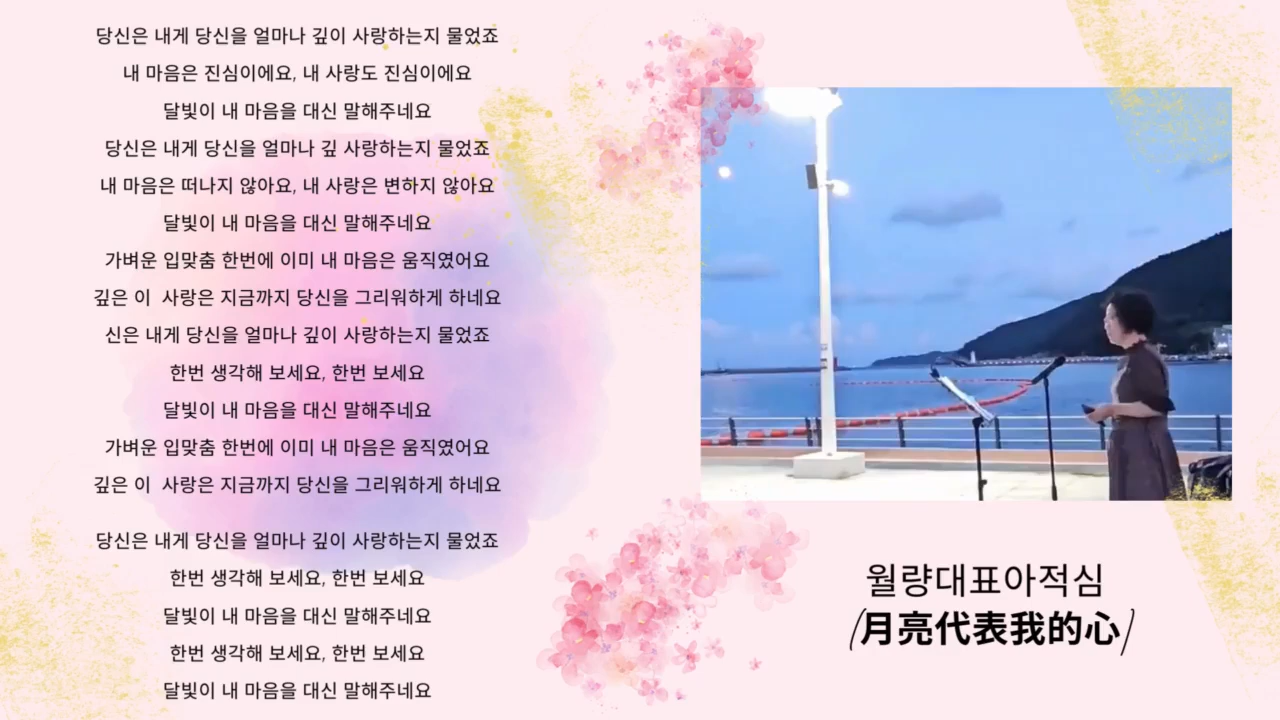 당신은 내게 당신을 얼마나 깊이 사랑하는지 물었죠
내 마음은 진심이에요, 내 사랑도 진심이에요
달빛이 내 마음을 대신 말해주네요
당신은 내게 당신을 얼마나 깊 사랑하는지 물었죠
내 마음은 떠나지 않아요, 내 사랑은 변하지 않아요
달빛이 내 마음을 대신 말해주네요
가벼운 입맞춤 한번에 이미 내 마음은 움직였어요
깊은 이  사랑은 지금까지 당신을 그리워하게 하네요
신은 내게 당신을 얼마나 깊이 사랑하는지 물었죠
한번 생각해 보세요, 한번 보세요
달빛이 내 마음을 대신 말해주네요
가벼운 입맞춤 한번에 이미 내 마음은 움직였어요
깊은 이  사랑은 지금까지 당신을 그리워하게 하네요
당신은 내게 당신을 얼마나 깊이 사랑하는지 물었죠
한번 생각해 보세요, 한번 보세요
달빛이 내 마음을 대신 말해주네요
한번 생각해 보세요, 한번 보세요
달빛이 내 마음을 대신 말해주네요
월량대표아적심
(月亮代表我的心)